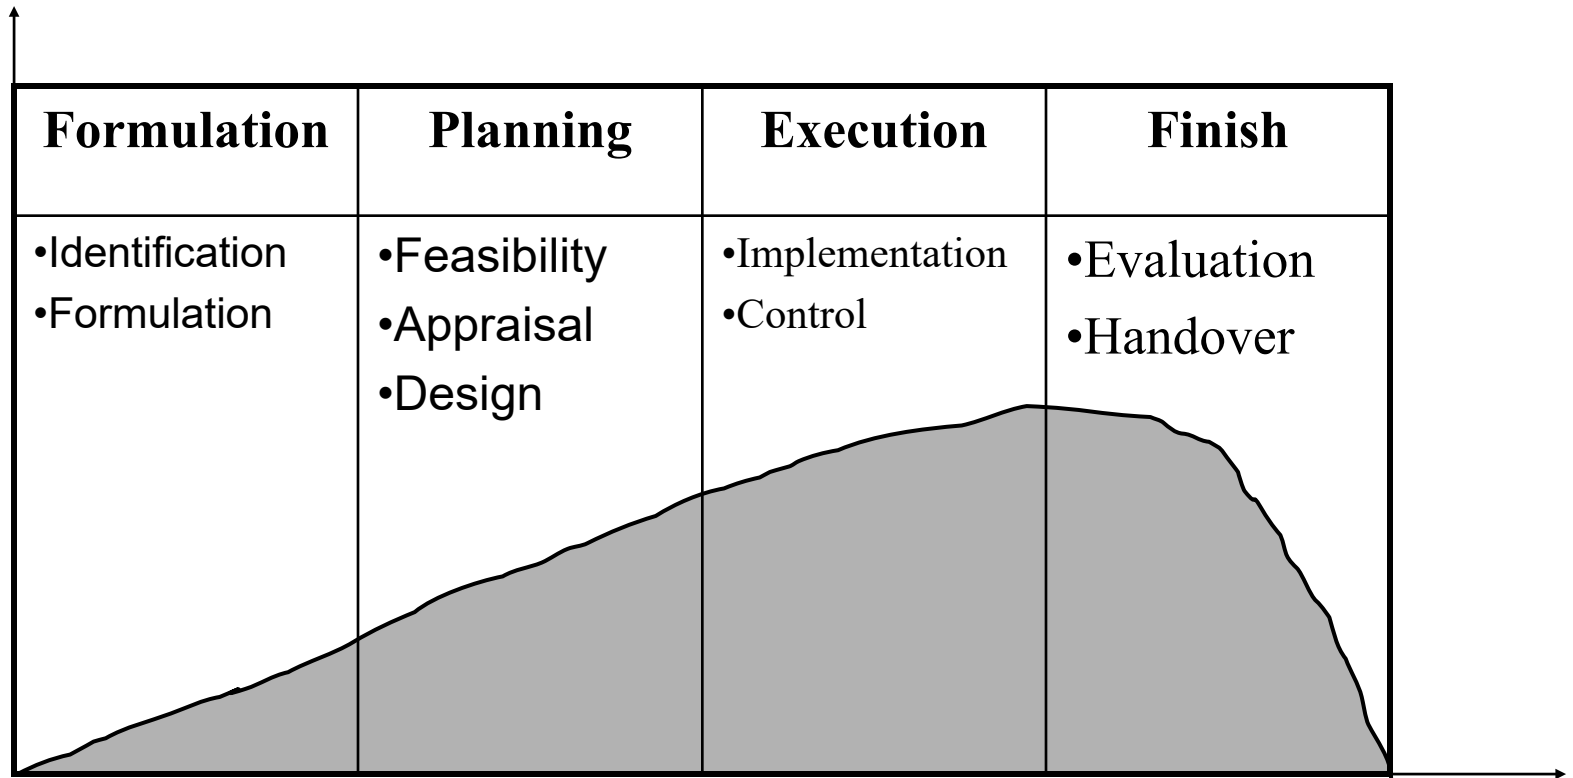 Formulation
Planning
Execution
Finish
•Identification
•Formulation
•Feasibility
•Appraisal
•Design
•Implementation
•Control
•Evaluation
•Handover